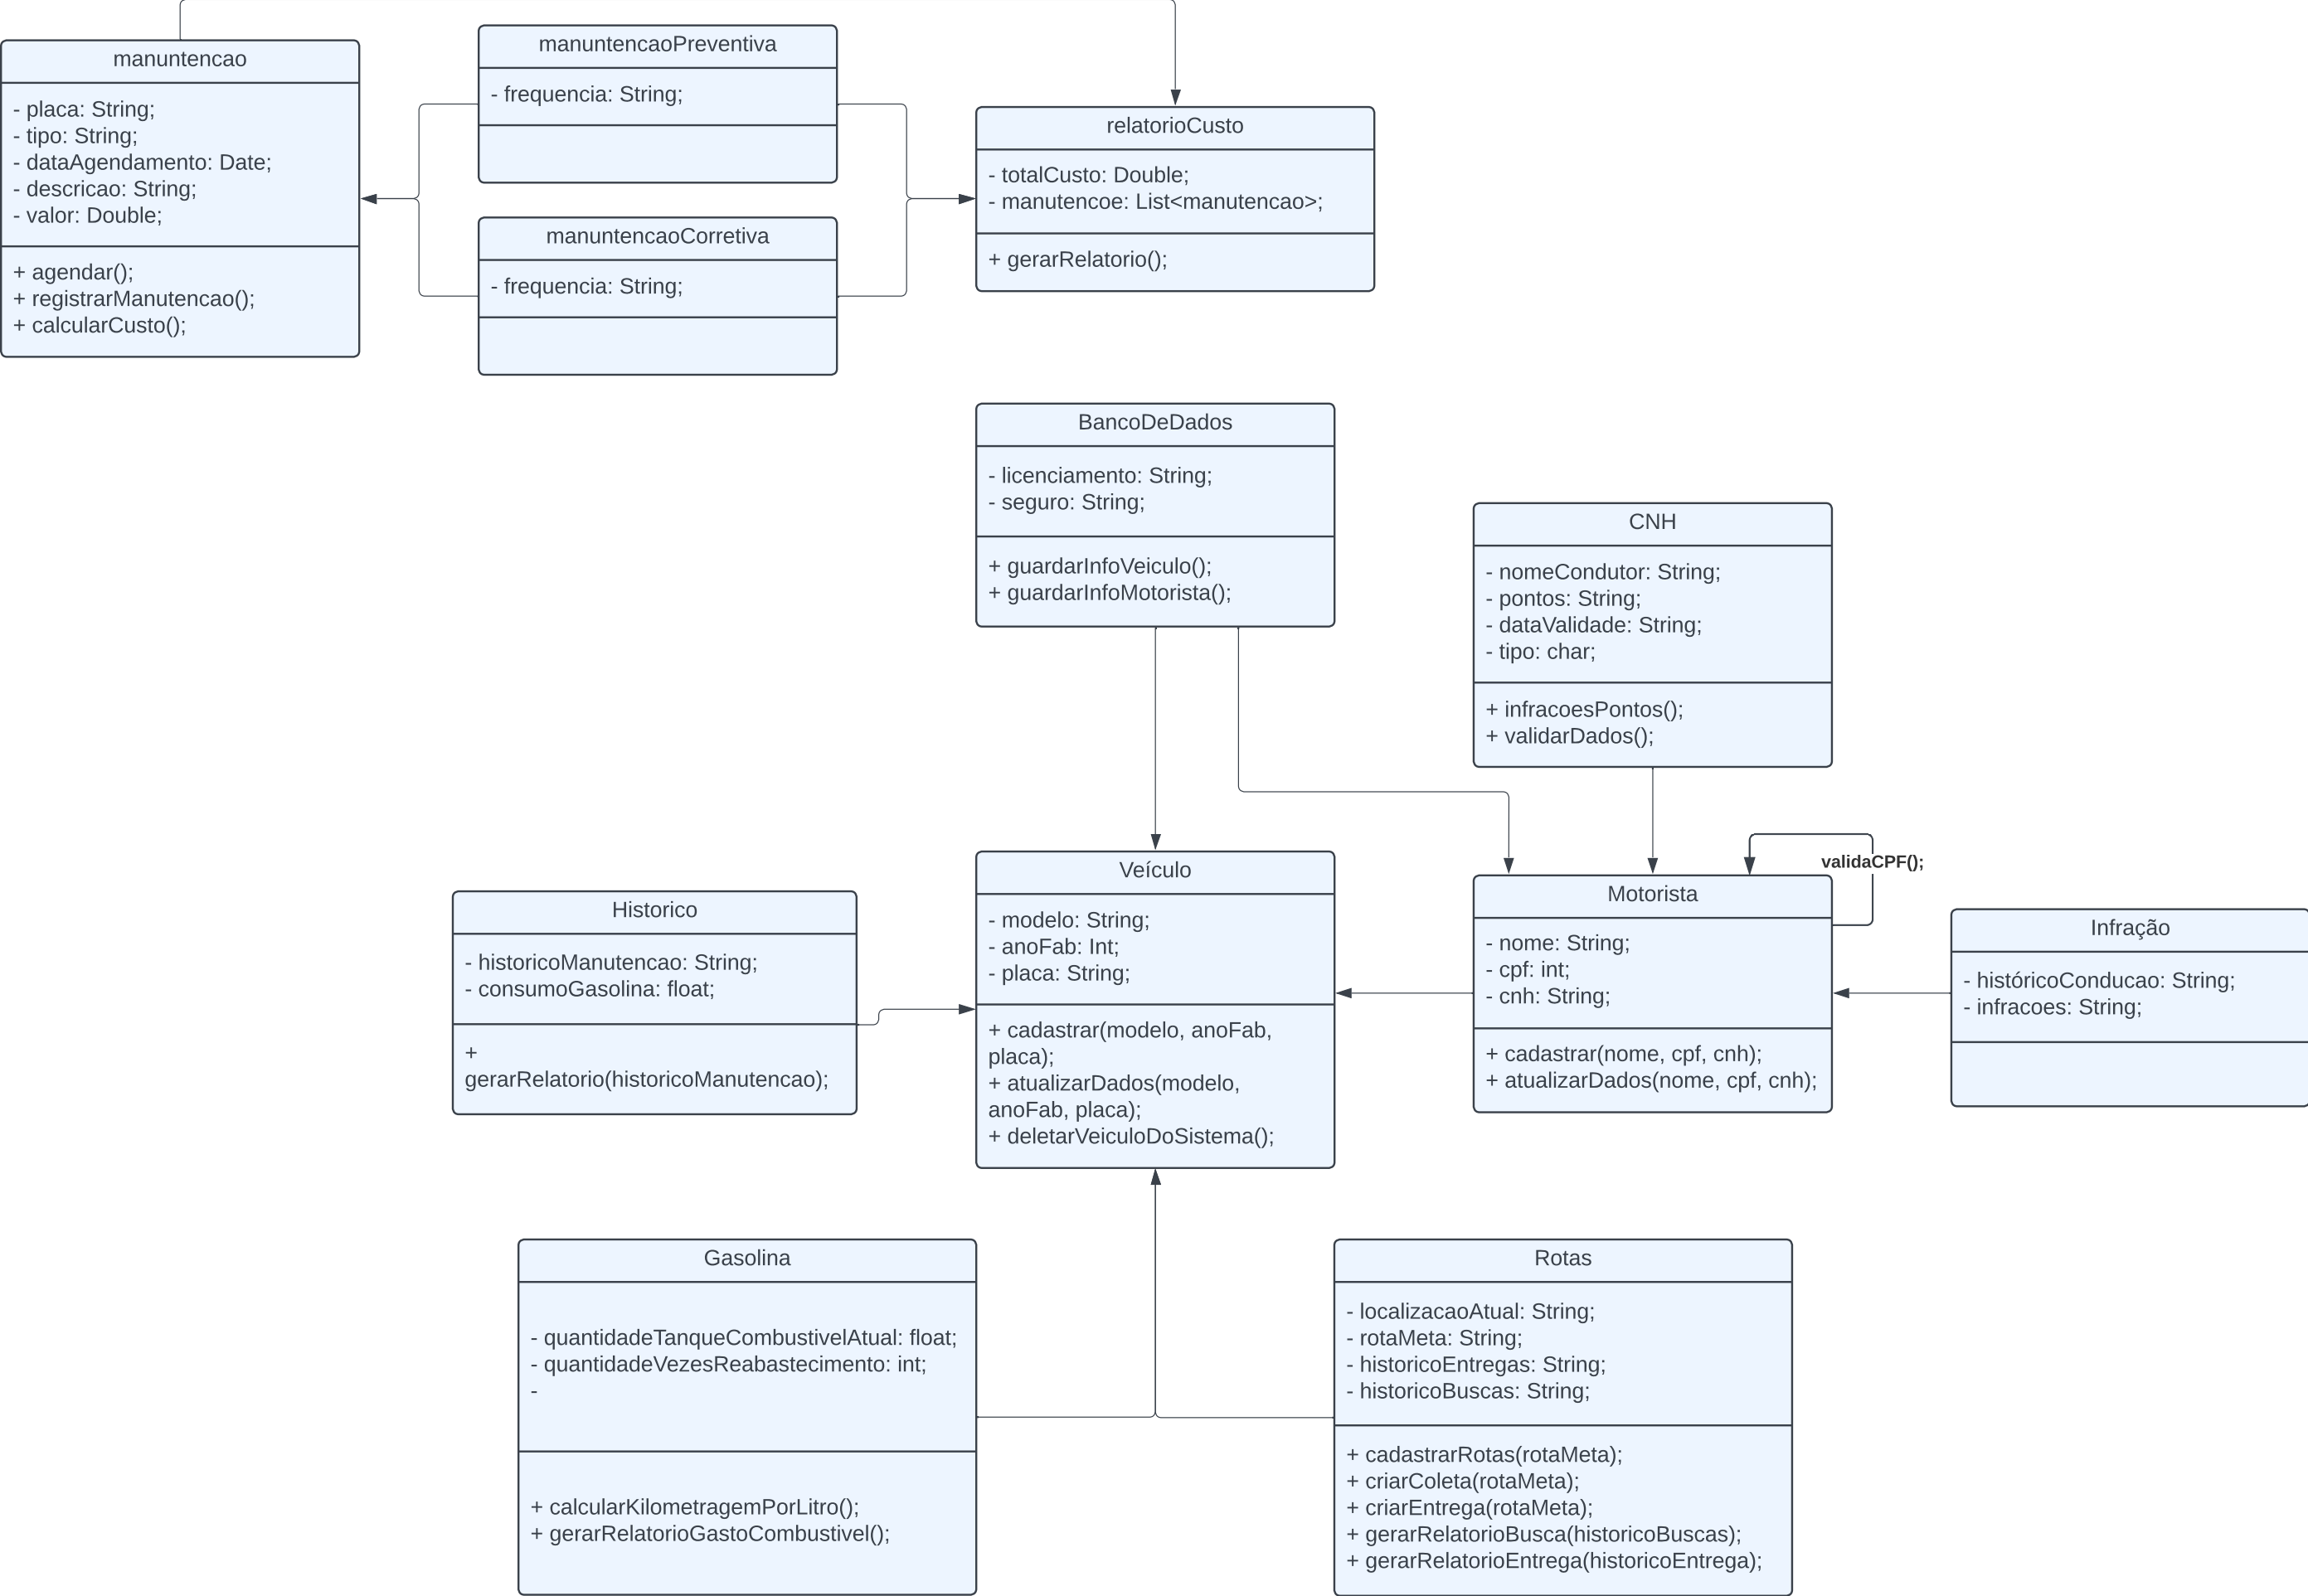 manuntencao
- placa: String;
- tipo: String;
- dataAgendamento: Date;
- descricao: String;
- valor: Double;
+ agendar();
+ registrarManutencao();
+ calcularCusto();
manuntencaoPreventiva
- frequencia: String;
manuntencaoCorretiva
- frequencia: String;
relatorioCusto
- totalCusto: Double;
- manutencoe: List<manutencao>;
+ gerarRelatorio();
BancoDeDados
- licenciamento: String;
- seguro: String;
+ guardarInfoVeiculo();
+ guardarInfoMotorista();
CNH
- nomeCondutor: String;
- pontos: String;
- dataValidade: String;
- tipo: char;
+ infracoesPontos();
+ validarDados();
Historico
- historicoManutencao: String;
- consumoGasolina: float;
+
gerarRelatorio(historicoManutencao);
Veículo
- modelo: String;
- anoFab: Int;
- placa: String;
+ cadastrar(modelo, anoFab,
placa);
+ atualizarDados(modelo,
anoFab, placa);
+ deletarVeiculoDoSistema();
validaCPF();
Motorista
- nome: String;
- cpf: int;
- cnh: String;
+ cadastrar(nome, cpf, cnh);
+ atualizarDados(nome, cpf, cnh);
Infração
- históricoConducao: String;
- infracoes: String;
Gasolina
- quantidadeTanqueCombustivelAtual: float;
- quantidadeVezesReabastecimento: int;
-
+ calcularKilometragemPorLitro();
+ gerarRelatorioGastoCombustivel();
Rotas
- localizacaoAtual: String;
- rotaMeta: String;
- historicoEntregas: String;
- historicoBuscas: String;
+ cadastrarRotas(rotaMeta);
+ criarColeta(rotaMeta);
+ criarEntrega(rotaMeta);
+ gerarRelatorioBusca(historicoBuscas);
+ gerarRelatorioEntrega(historicoEntrega);